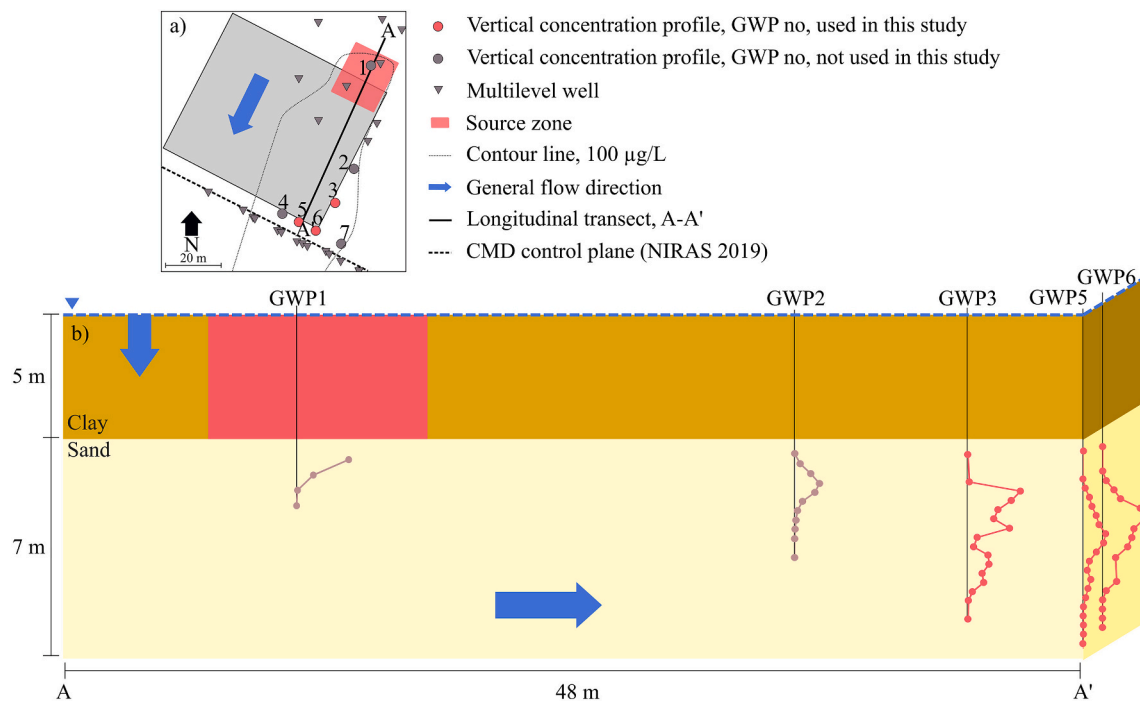 a)
A
1
2
3
4
5
6
A
7
N
20 m
Vertical concentration profile, GWP no, used in this study
Vertical concentration profile, GWP no, not used in this study
Multilevel well
Source zone
Contour line, 100 µg/L
General flow direction
Longitudinal transect, A-A'
CMD control plane (NIRAS 2019)
GWP1
GWP2
GWP3
GWP5
GWP6
b)
5 m
Clay
Sand
7 m
A
48 m
A'